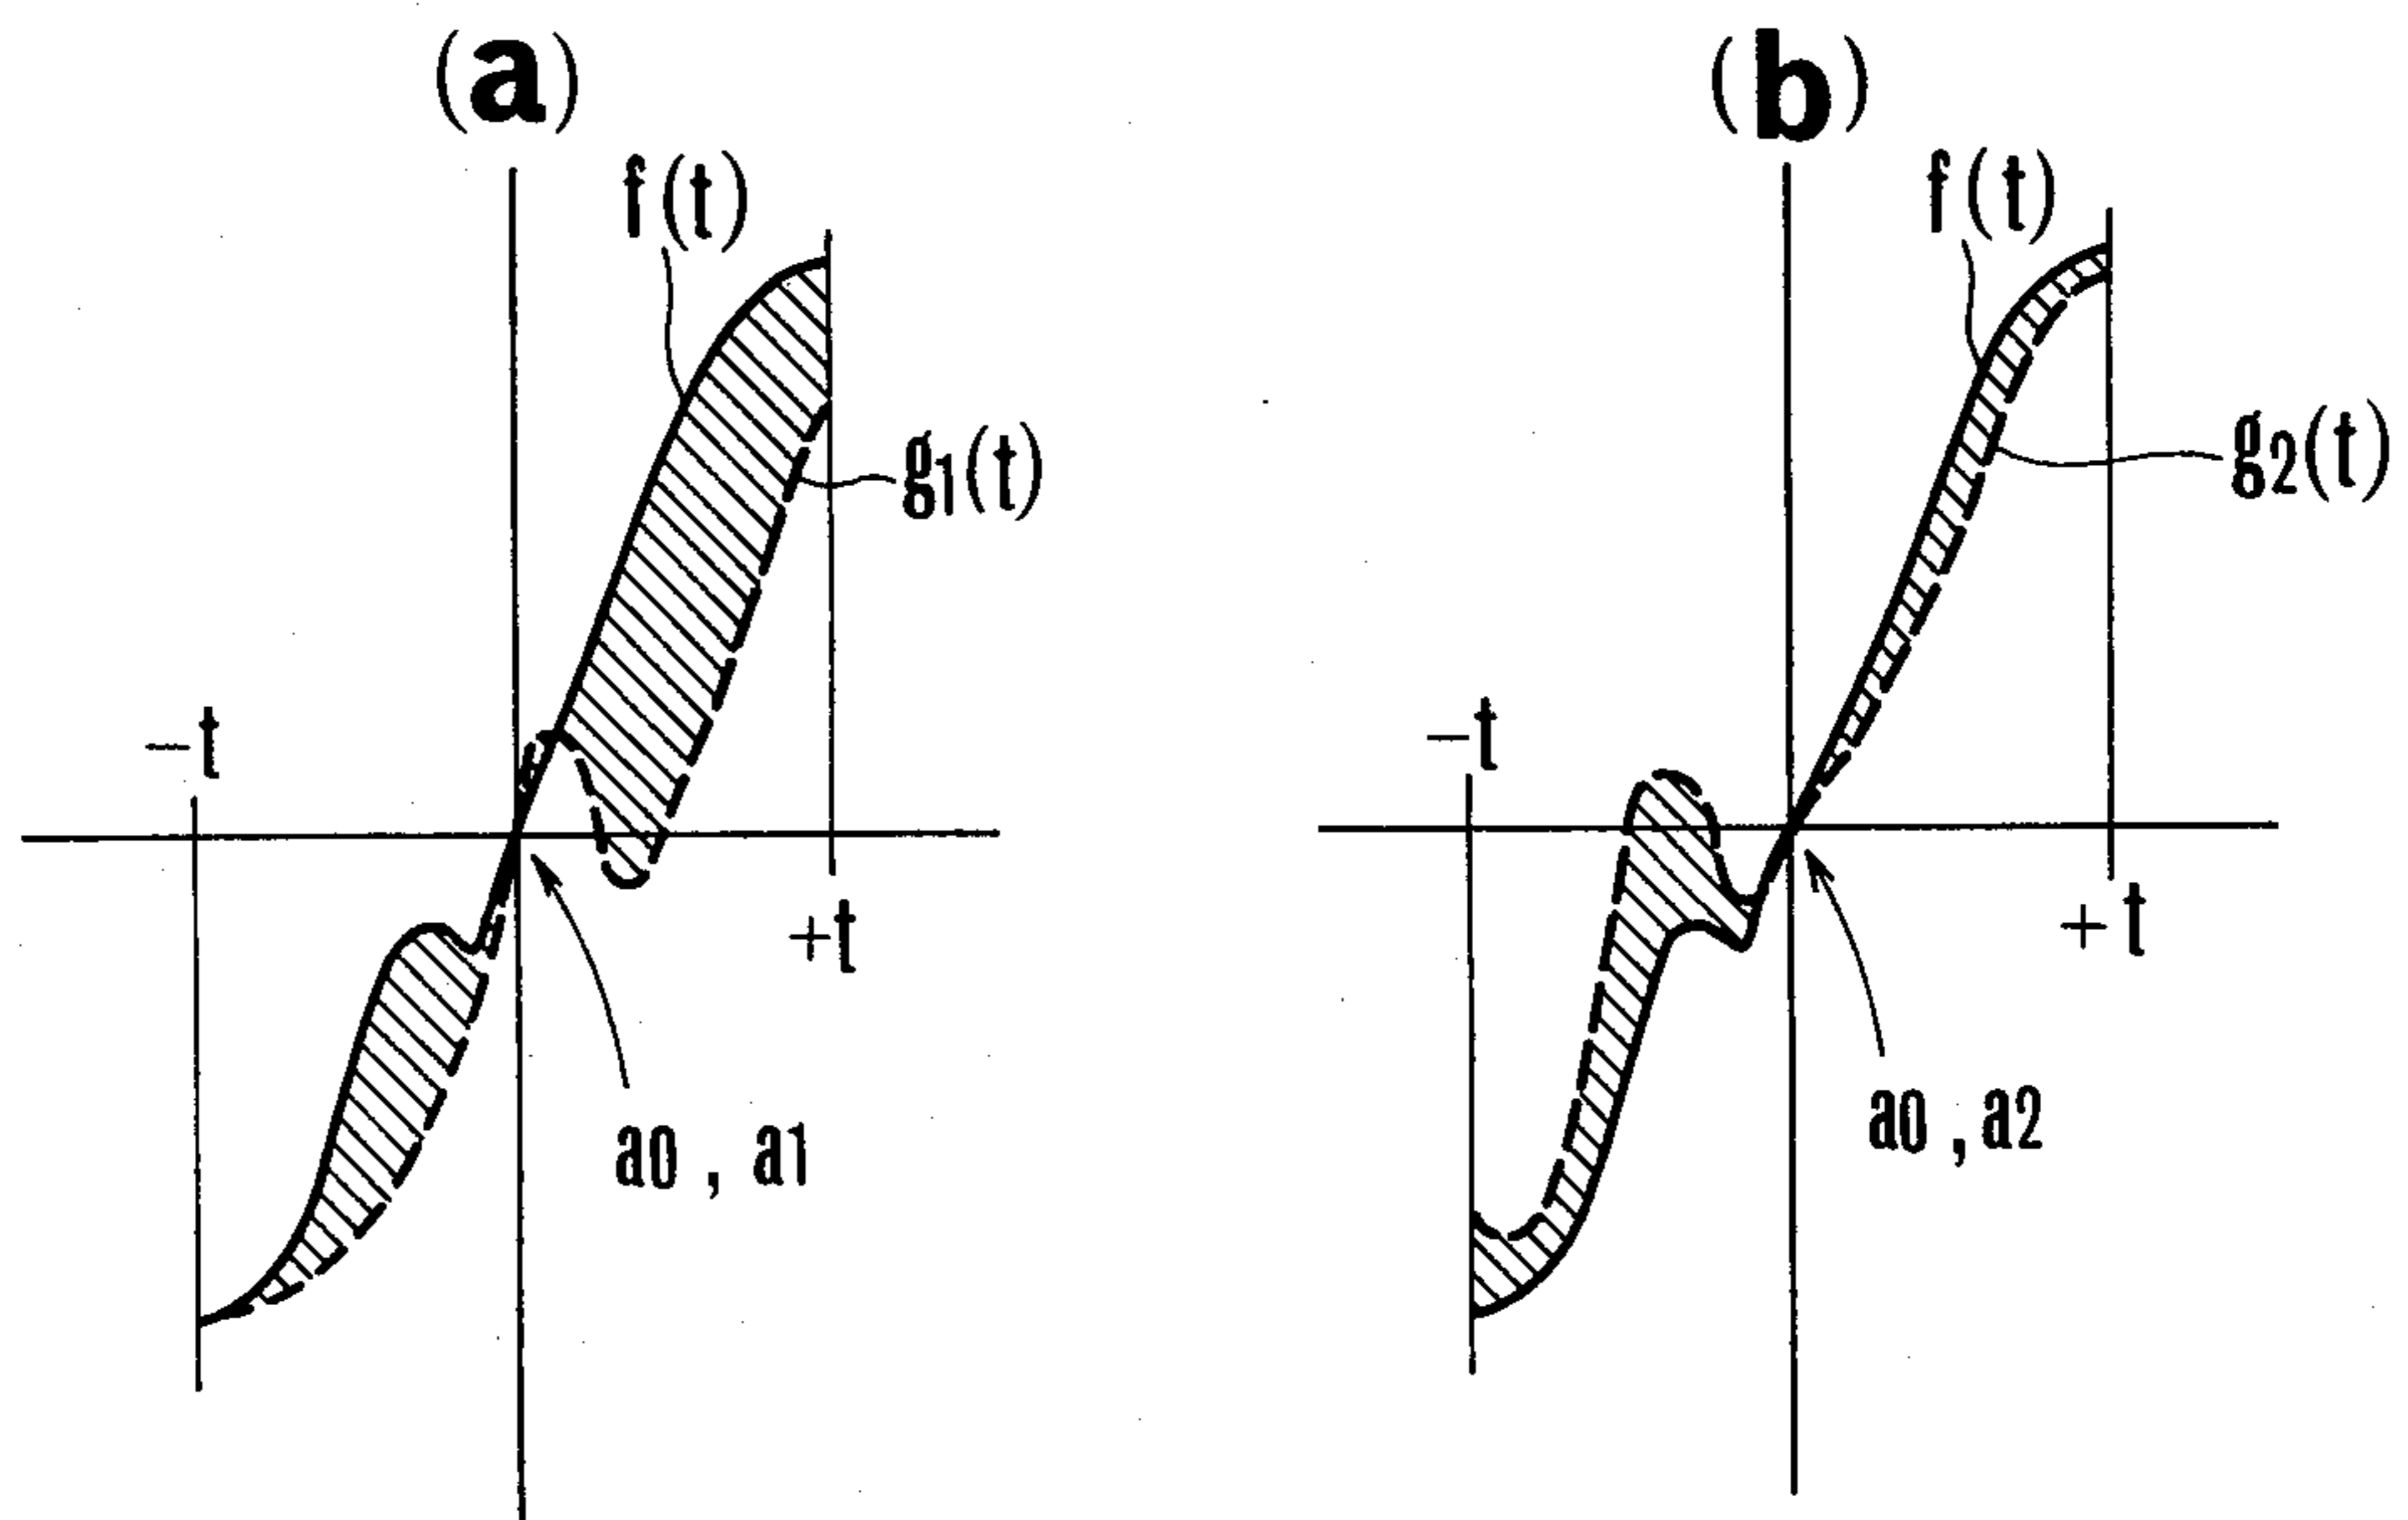 (a)
(b)
f(t)
f(t)
g1(t)
g2(t)
−t
−t
+t
+t
a0 , a1
a0 , a2